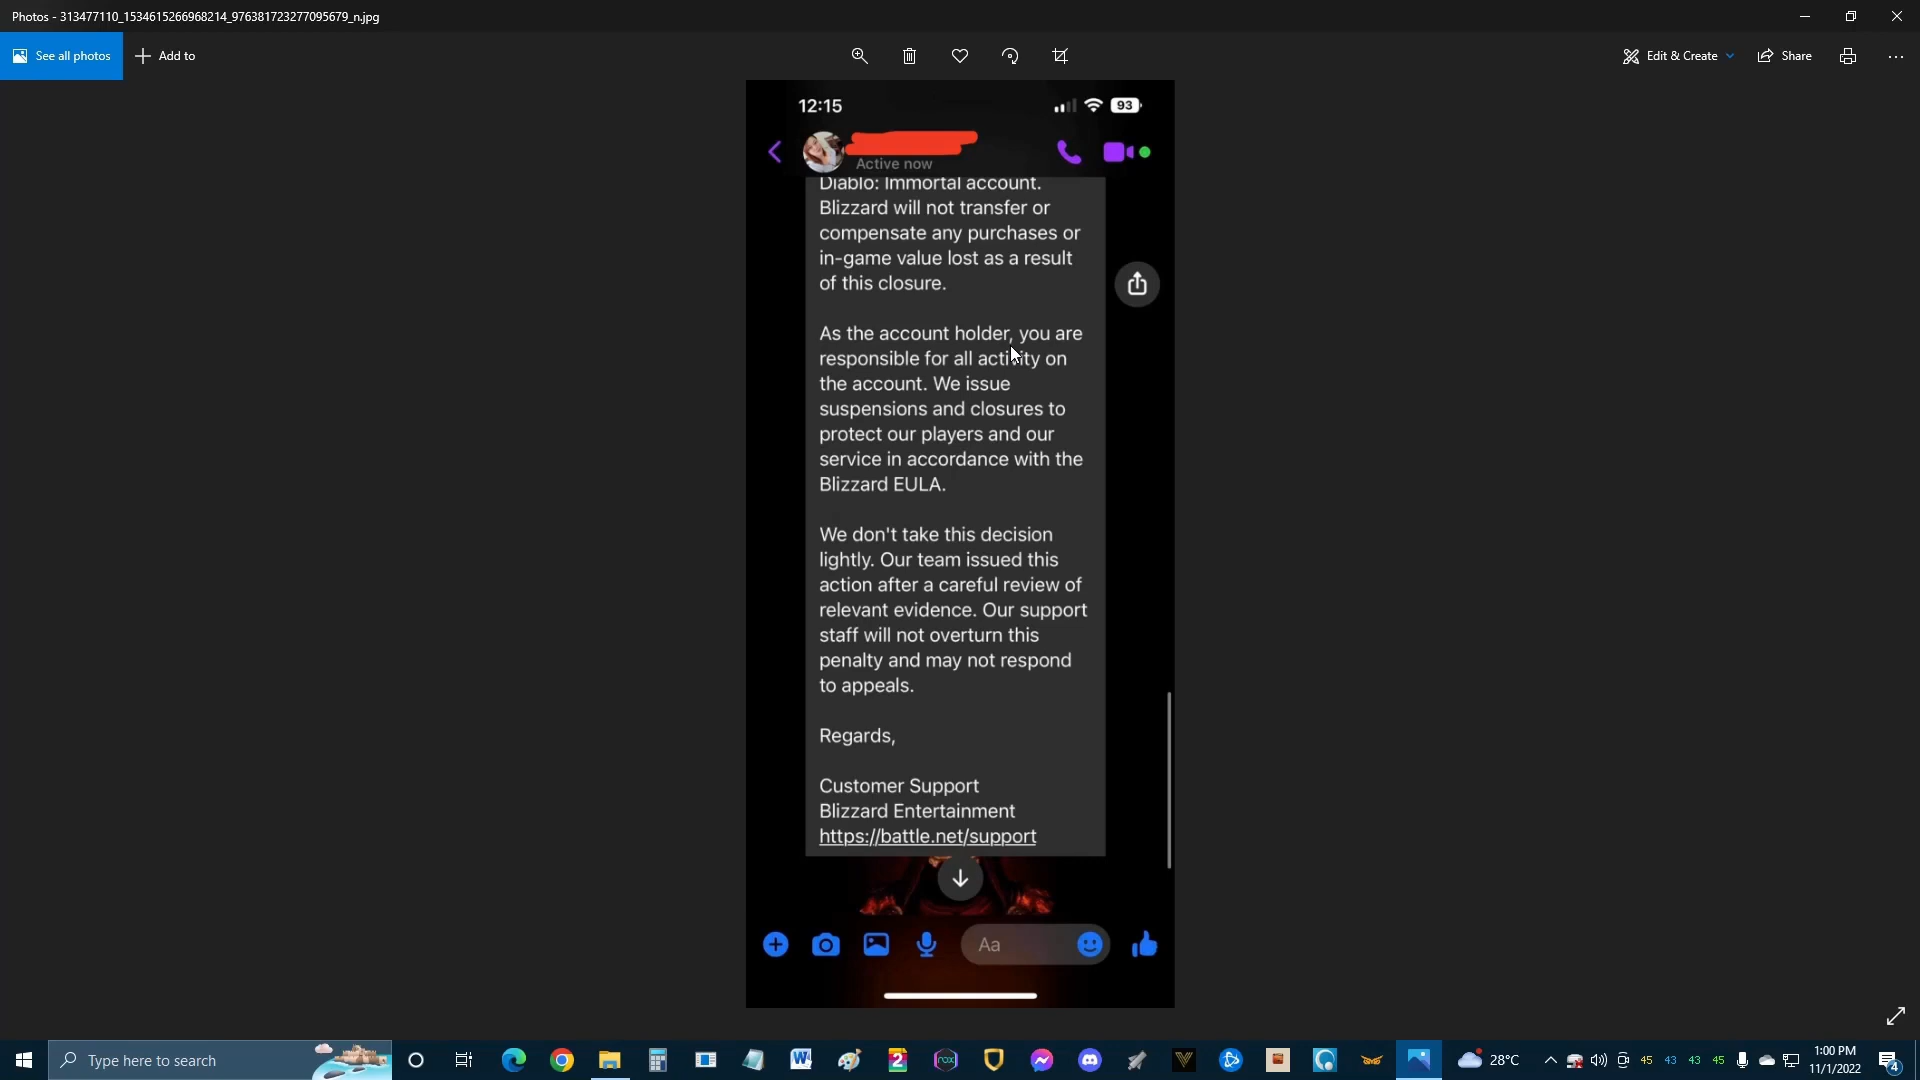 Photos - 313477110_1534615266968214_976381723277095679_n.jpg
See all photos
Add to
Edit & Create
Share
12:15
93
Active now
Diablo: Immortal account.
Blizzard will not transfer or
compensate any purchases or
in-game value lost as a result
of this closure.
As the account holder, you are
responsible for all activity on
the account. We issue
suspensions and closures to
protect our players and our
service in accordance with the
Blizzard EULA.
We don't take this decision
lightly. Our team issued this
action after a careful review of
relevant evidence. Our support
staff will not overturn this
penalty and may not respond
to appeals.
Regards,
Customer Support
Blizzard Entertainment
https://battle.net/support
Aa
Type here to search
28°C
45
43
43
45
1:00 PM
11/1/2022
4